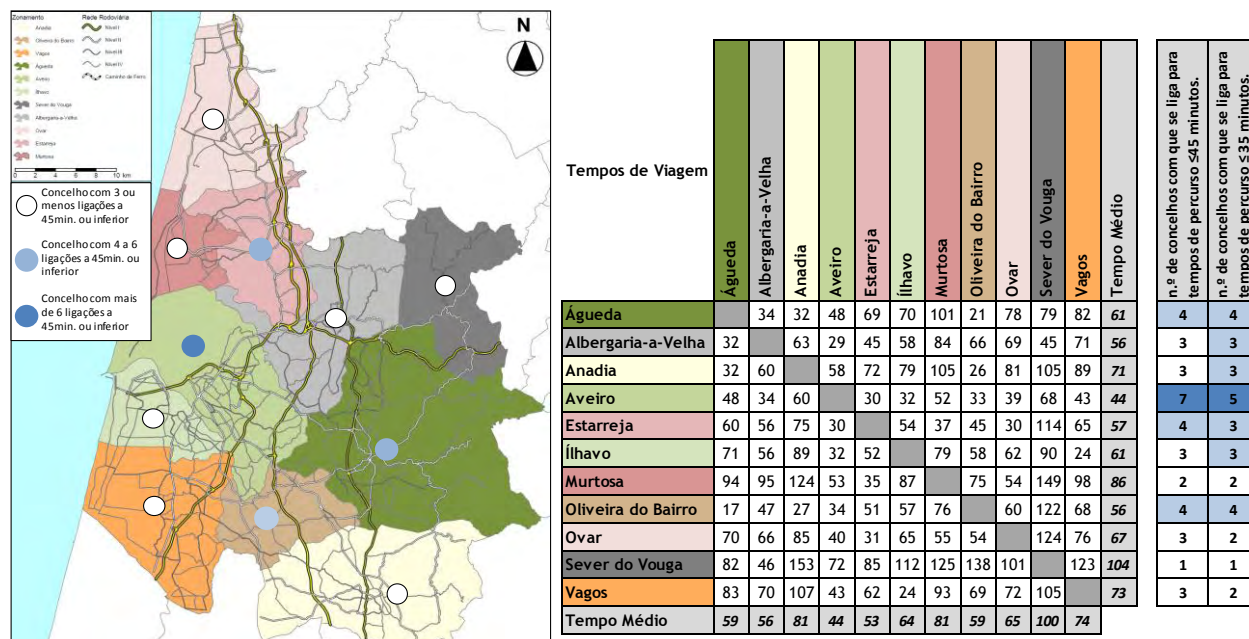 Zonamento
Rede Rodoviária
Anadia
Nível I
Oliveira do Bairro
Nível II
Vagos
Nível III
Águeda
Nível IV
Aveiro
Caminho de Ferro
Ílhavo
Sever do Vouga
Albergaria-a-Velha
Ovar
Estarreja
Murtosa
0 2 4 6 8 10 km
N
Concelho com 3 ou
menos ligações a
45min. ou inferior
Concelho com 4 a 6
ligações a 45min. ou
inferior
Concelho com mais
de 6 ligações a
45min. ou inferior
Tempos de Viagem
Águeda
Albergaria-a-Velha
Anadia
Aveiro
Estarreja
Ílhavo
Murtosa
Oliveira do Bairro
Ovar
Sever do Vouga
Vagos
Tempo Médio
n.º de concelhos com que se liga para
tempos de percurso ≤45 minutos.
n.º de concelhos com que se liga para
tempos de percurso ≤35 minutos.
Águeda 34 32 48 69 70 101 21 78 79 82 61 4 4
Albergaria-a-Velha 32 63 29 45 58 84 66 69 45 71 56 3 3
Anadia 32 60 58 72 79 105 26 81 105 89 71 3 3
Aveiro 48 34 60 30 32 52 33 39 68 43 44 7 5
Estarreja 60 56 75 30 54 37 45 30 114 65 57 4 3
Ílhavo 71 56 89 32 52 79 58 62 90 24 61 3 3
Murtosa 94 95 124 53 35 87 75 54 149 98 86 2 2
Oliveira do Bairro 17 47 27 34 51 57 76 60 122 68 56 4 4
Ovar 70 66 85 40 31 65 55 54 124 76 67 3 2
Sever do Vouga 82 46 153 72 85 112 125 138 101 123 104 1 1
Vagos 83 70 107 43 62 24 93 69 72 105 73 3 2
Tempo Médio 59 56 81 44 53 64 81 59 65 100 74